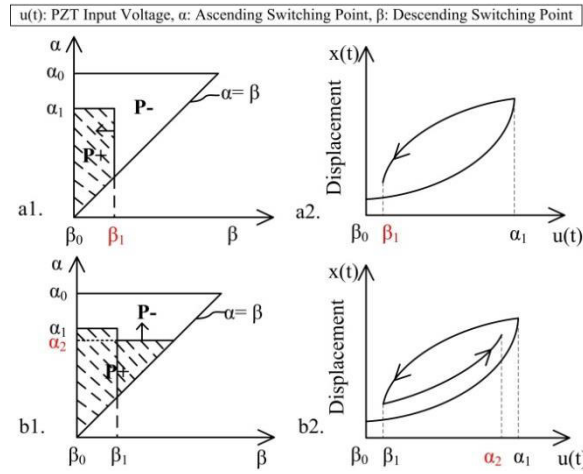 u(t): PZT Input Voltage, α: Ascending Switching Point, β: Descending Switching Point
α
α₀
α₁
P-
P+
α= β
a1.
β₀
β₁
β
x(t)
Displacement
a2.
β₀
β₁
α₁
u(t)
α
α₀
α₁
α₂
P-
P+
α= β
b1.
β₀
β₁
β
x(t)
Displacement
b2.
β₀
β₁
α₂
α₁
u(t)